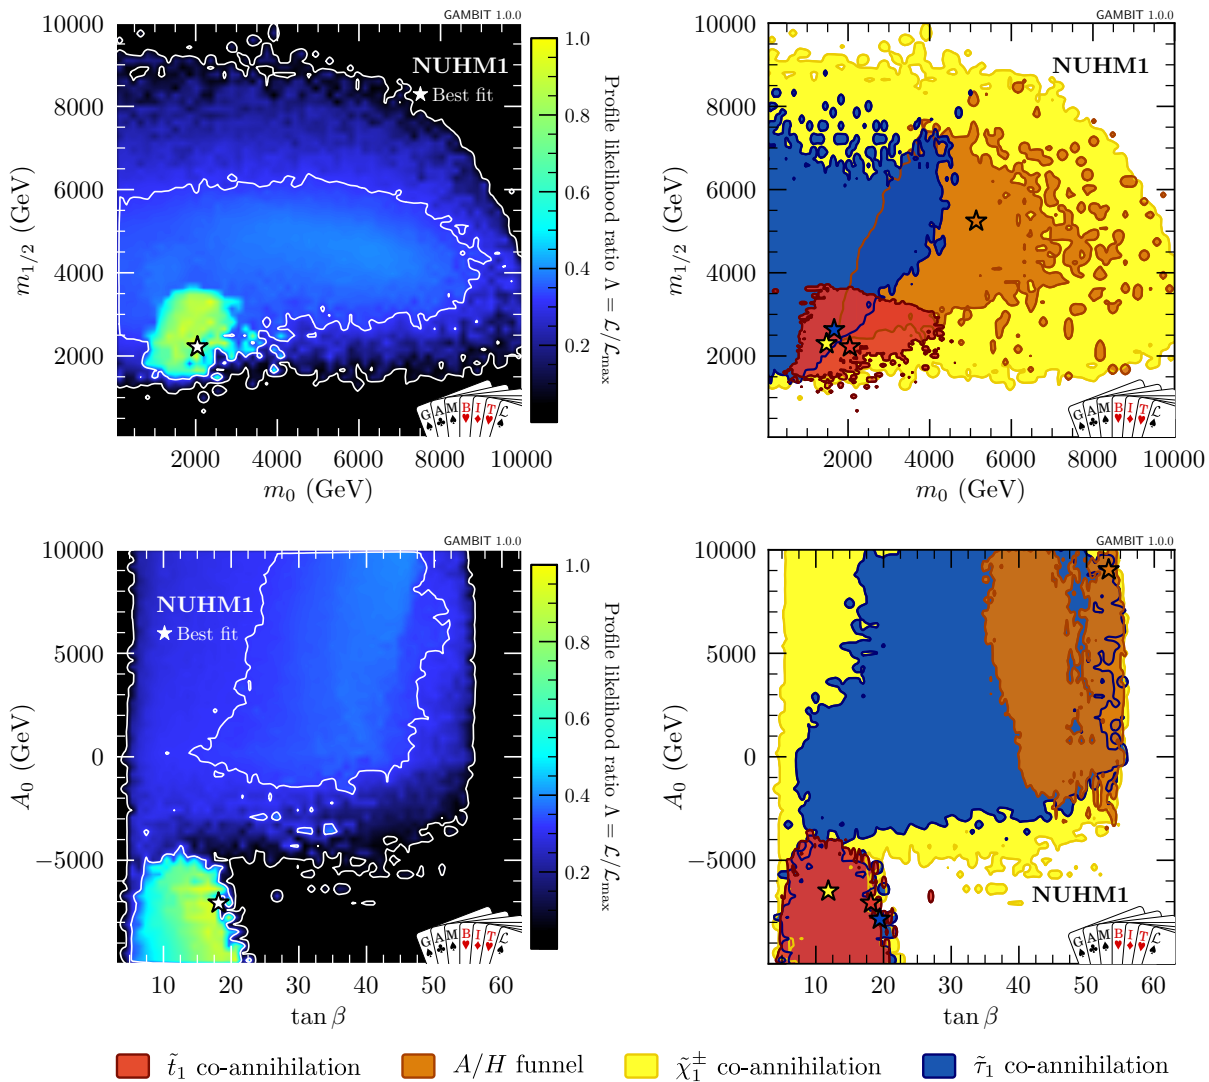 GAMBIT 1.0.0
10000
8000
6000
4000
2000
0
m₁/₂ (GeV)
NUHM1
Best fit
G A M B I T ℒ
2000 4000 6000 8000 10000
m₀ (GeV)
1.0
0.8
0.6
0.4
0.2
Profile likelihood ratio Λ = ℒ/ℒmax
GAMBIT 1.0.0
10000
8000
6000
4000
2000
0
m₁/₂ (GeV)
NUHM1
G A M B I T ℒ
2000 4000 6000 8000 10000
m₀ (GeV)
GAMBIT 1.0.0
10000
5000
0
−5000
A₀ (GeV)
NUHM1
Best fit
G A M B I T ℒ
10 20 30 40 50 60
tan β
1.0
0.8
0.6
0.4
0.2
Profile likelihood ratio Λ = ℒ/ℒmax
GAMBIT 1.0.0
10000
5000
0
−5000
A₀ (GeV)
NUHM1
G A M B I T ℒ
10 20 30 40 50 60
tan β
t̃₁ co-annihilation
A/H funnel
χ̃₁± co-annihilation
τ̃₁ co-annihilation